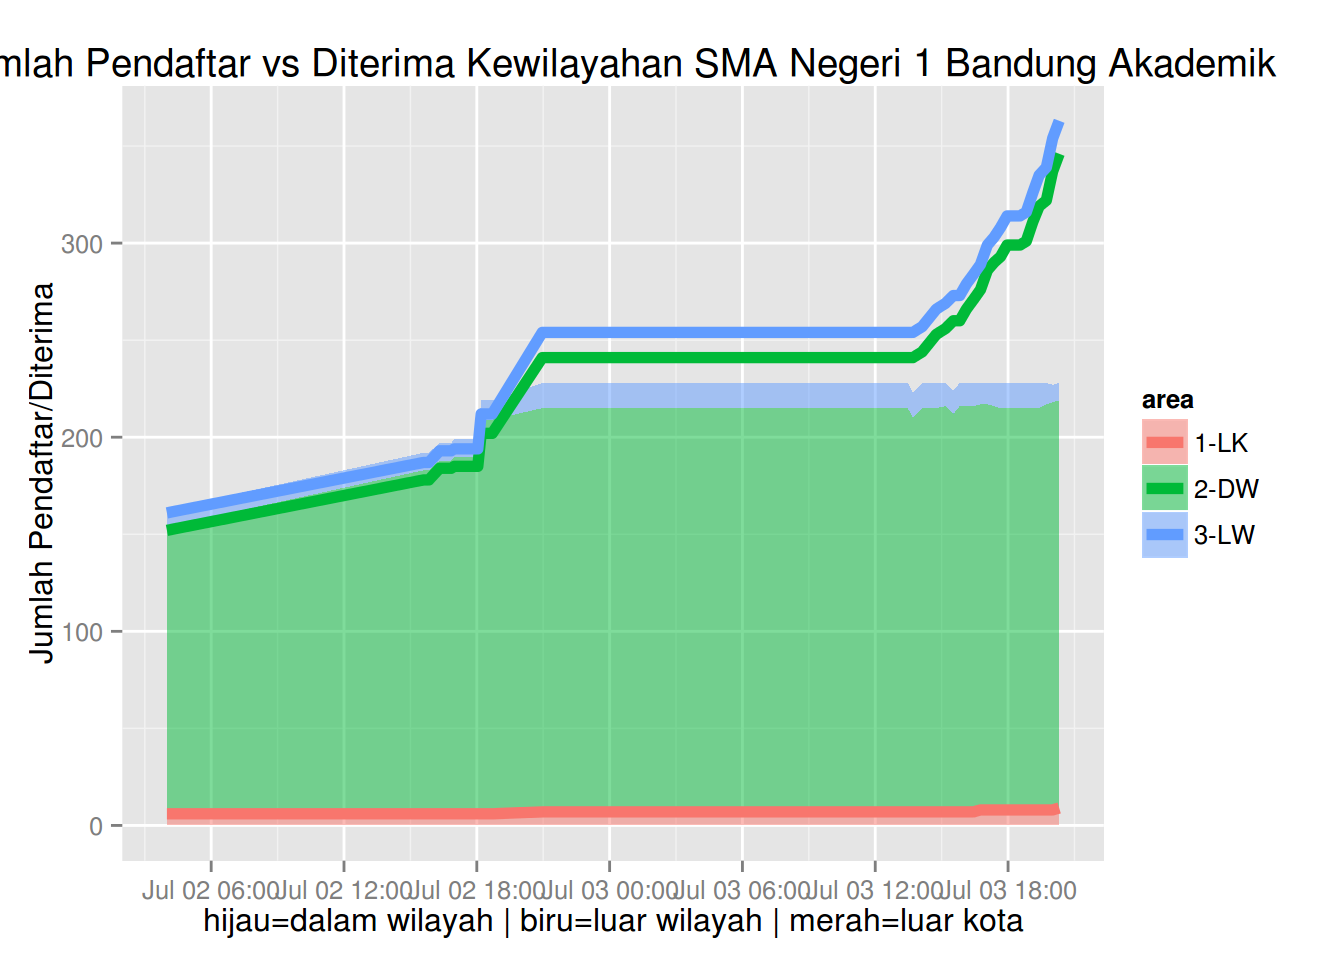 mlah Pendaftar vs Diterima Kewilayahan SMA Negeri 1 Bandung Akademik
Jumlah Pendaftar/Diterima
300
200
100
0
Jul 02 06:00 Jul 02 12:00 Jul 02 18:00 Jul 03 00:00 Jul 03 06:00 Jul 03 12:00 Jul 03 18:00
hijau=dalam wilayah | biru=luar wilayah | merah=luar kota
area
1-LK
2-DW
3-LW